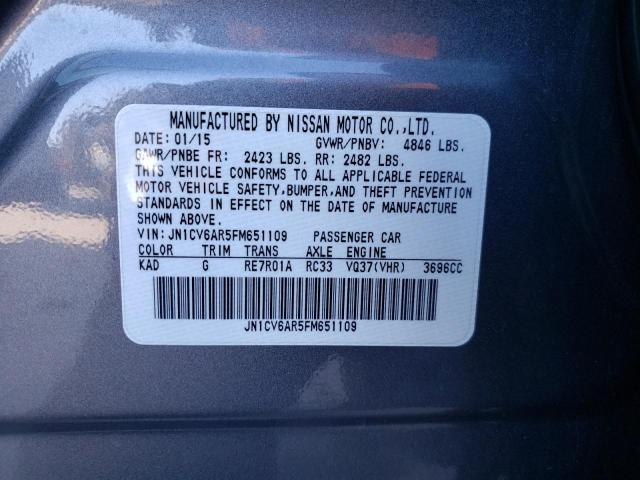 MANUFACTURED BY NISSAN MOTOR CO.,LTD.
DATE: 01/15 GVWR/PNBV: 4846 LBS.
GAWR/PNBE FR: 2423 LBS. RR: 2482 LBS.
THIS VEHICLE CONFORMS TO ALL APPLICABLE FEDERAL
MOTOR VEHICLE SAFETY,BUMPER,AND THEFT PREVENTION
STANDARDS IN EFFECT ON THE DATE OF MANUFACTURE
SHOWN ABOVE.
VIN:JN1CV6AR5FM651109 PASSENGER CAR
COLOR TRIM TRANS AXLE ENGINE
KAD G RE7R01A RC33 VQ37(VHR) 3696CC
JN1CV6AR5FM651109